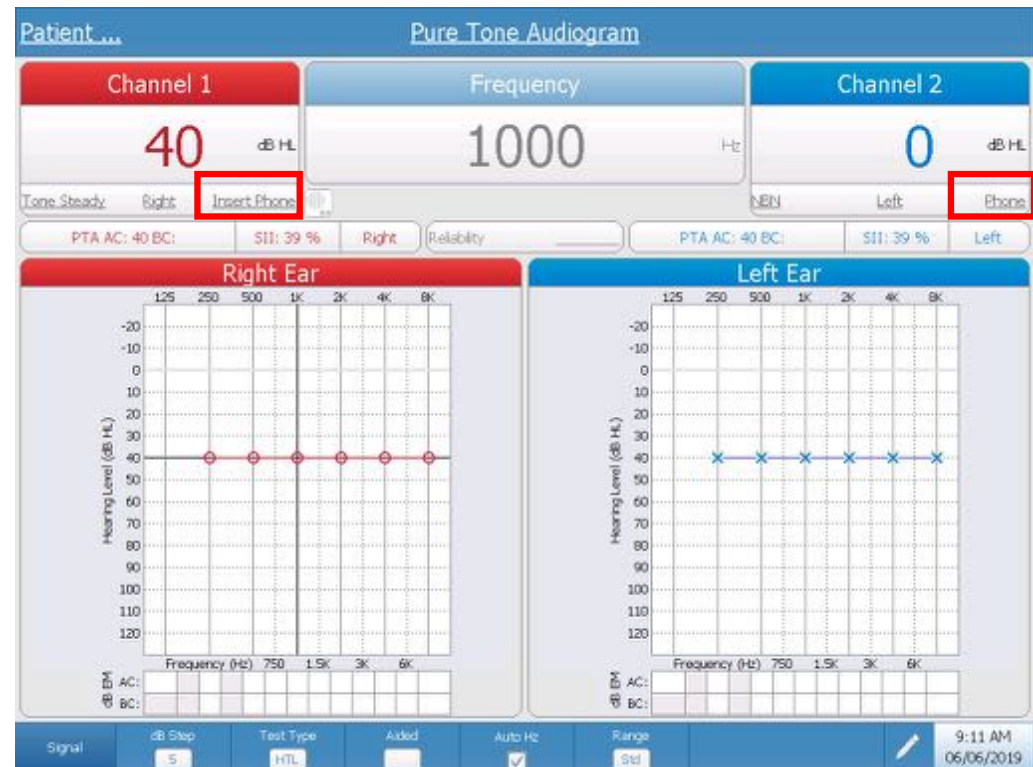 Patient ... Pure Tone Audiogram
Channel 1 Frequency Channel 2
40 dB HL 1000 Hz 0 dB HL
Tone Steady Right Insert Phone NBN Left Phone
PTA AC: 40 BC: SII: 39 % Right Reliability PTA AC: 40 BC: SII: 39 % Left
Right Ear Left Ear
125 250 500 1K 2K 4K 8K 125 250 500 1K 2K 4K 8K
-20 -20
-10 -10
0 0
10 10
20 20
30 30
40 40
50 50
60 60
70 70
80 80
90 90
100 100
110 110
120 120
Hearing Level (dB HL) Hearing Level (dB HL)
Frequency (Hz) 750 1.5K 3K 6K Frequency (Hz) 750 1.5K 3K 6K
dB EM AC: dB EM AC:
BC: BC:
Signal dB Step Test Type Aided Auto Hz Range 9:11 AM
5 HTL Std 06/06/2019